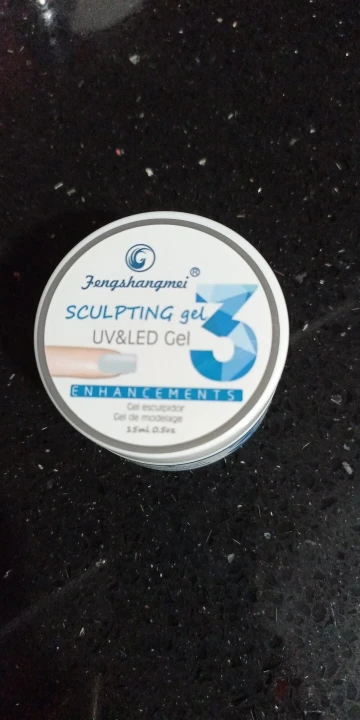 Fengshangmei®
SCULPTING gel 3
UV&LED Gel
ENHANCEMENTS
Gel esculpidor
Gel de modelage
15ml 0.5oz